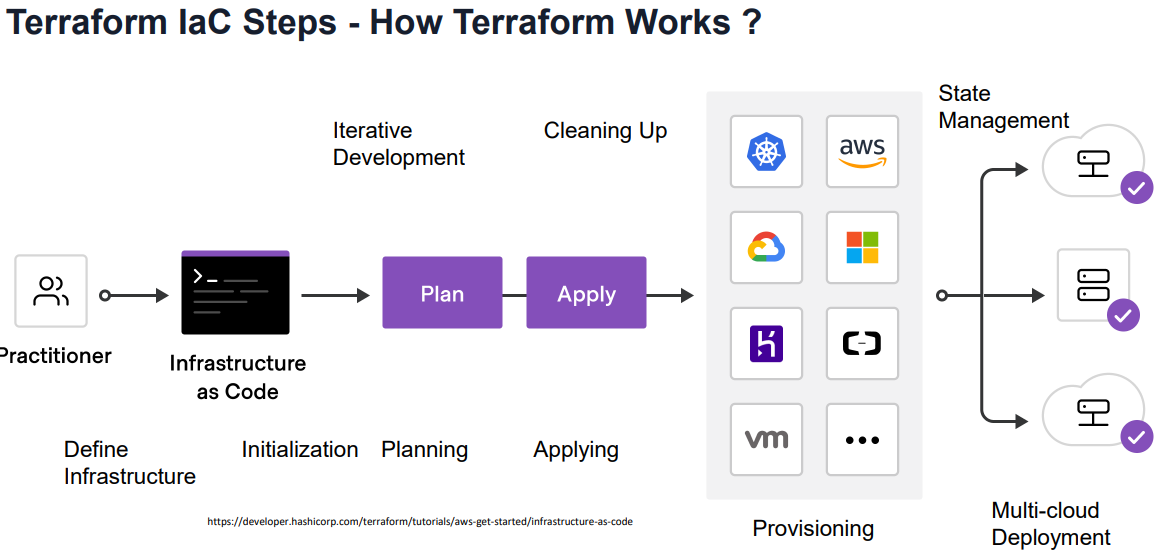 Terraform IaC Steps - How Terraform Works ?
State
Management
Iterative
Development
Cleaning Up
aws
Plan
Apply
Practitioner
Infrastructure
as Code
vm
Define
Infrastructure
Initialization
Planning
Applying
https://developer.hashicorp.com/terraform/tutorials/aws-get-started/infrastructure-as-code
Provisioning
Multi-cloud
Deployment